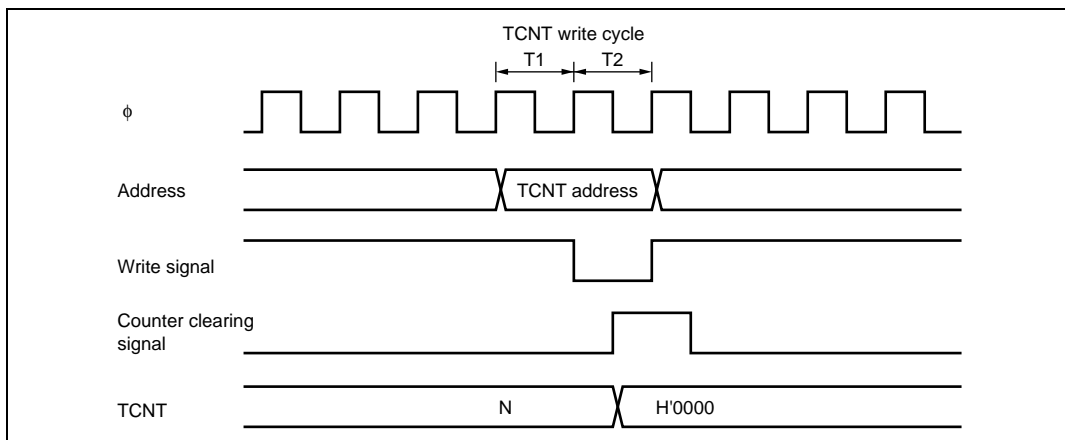 TCNT write cycle
T1 T2
ϕ
Address
TCNT address
Write signal
Counter clearing
signal
TCNT
N
H'0000